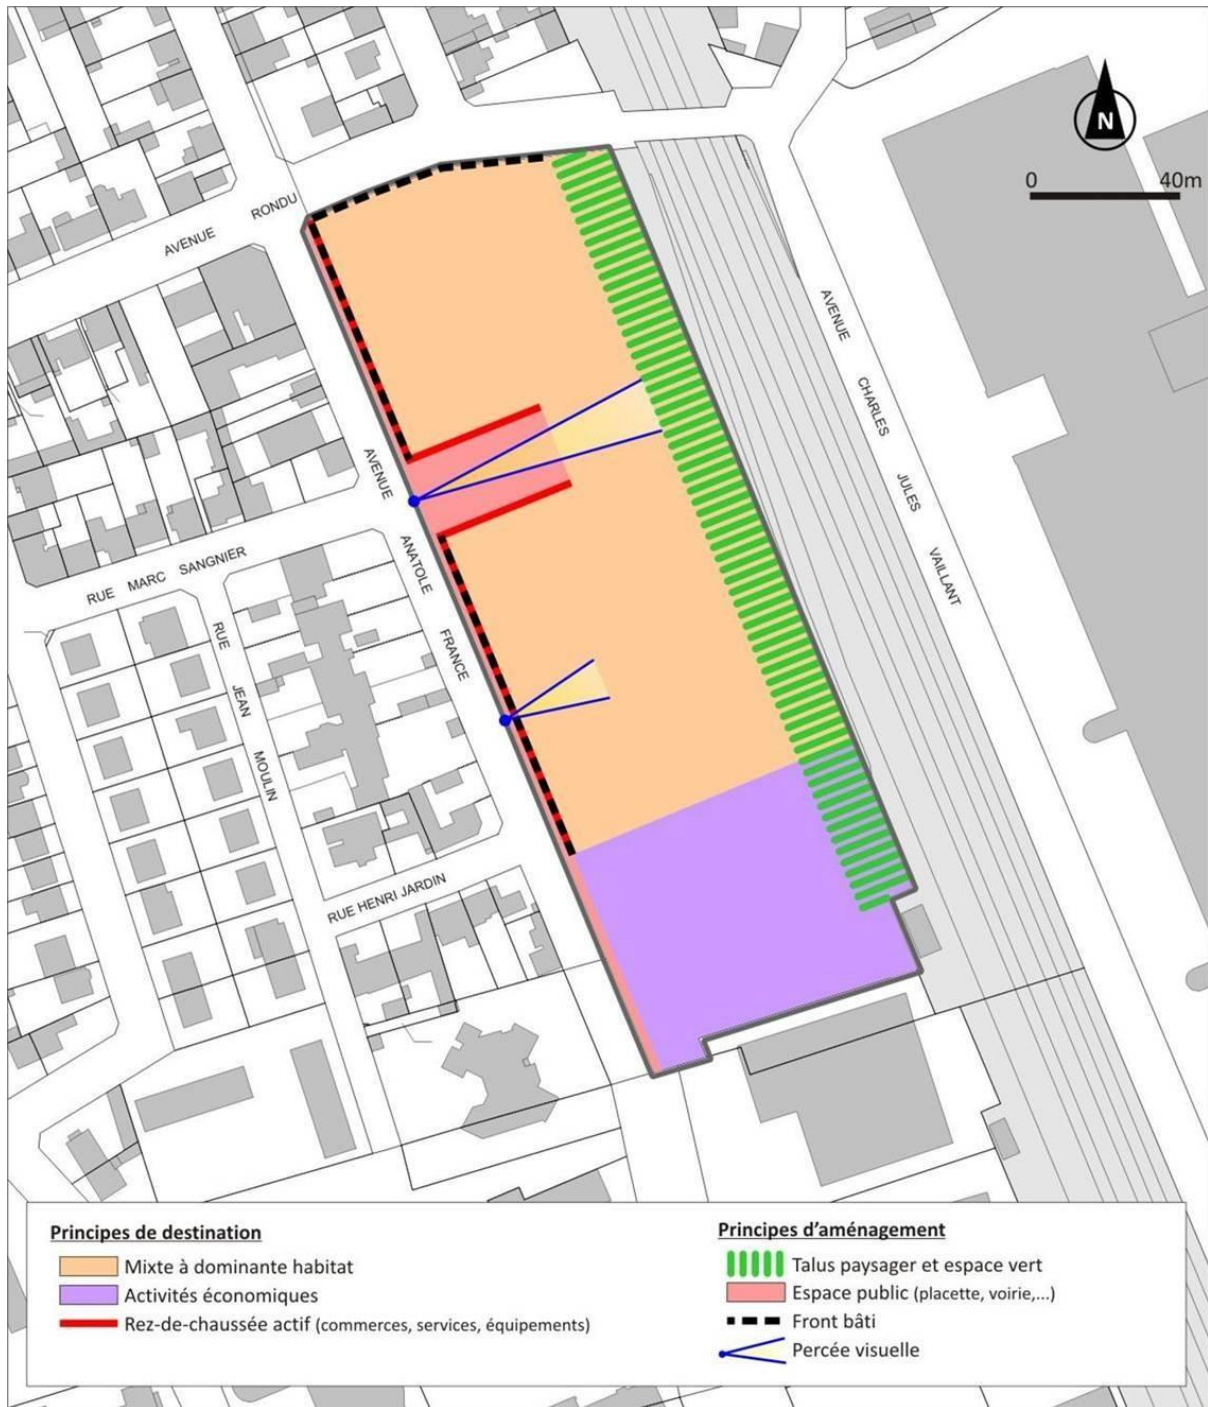 N
0 40m
AVENUE RONDU
AVENUE CHARLES JULES VAILLANT
AVENUE ANATOLE FRANCE
RUE MARC SANGNIER
RUE JEAN MOULIN
RUE HENRI JARDIN
Principes de destination
Mixte à dominante habitat
Activités économiques
Rez-de-chaussée actif (commerces, services, équipements)
Principes d’aménagement
Talus paysager et espace vert
Espace public (placette, voirie,...)
Front bâti
Percée visuelle